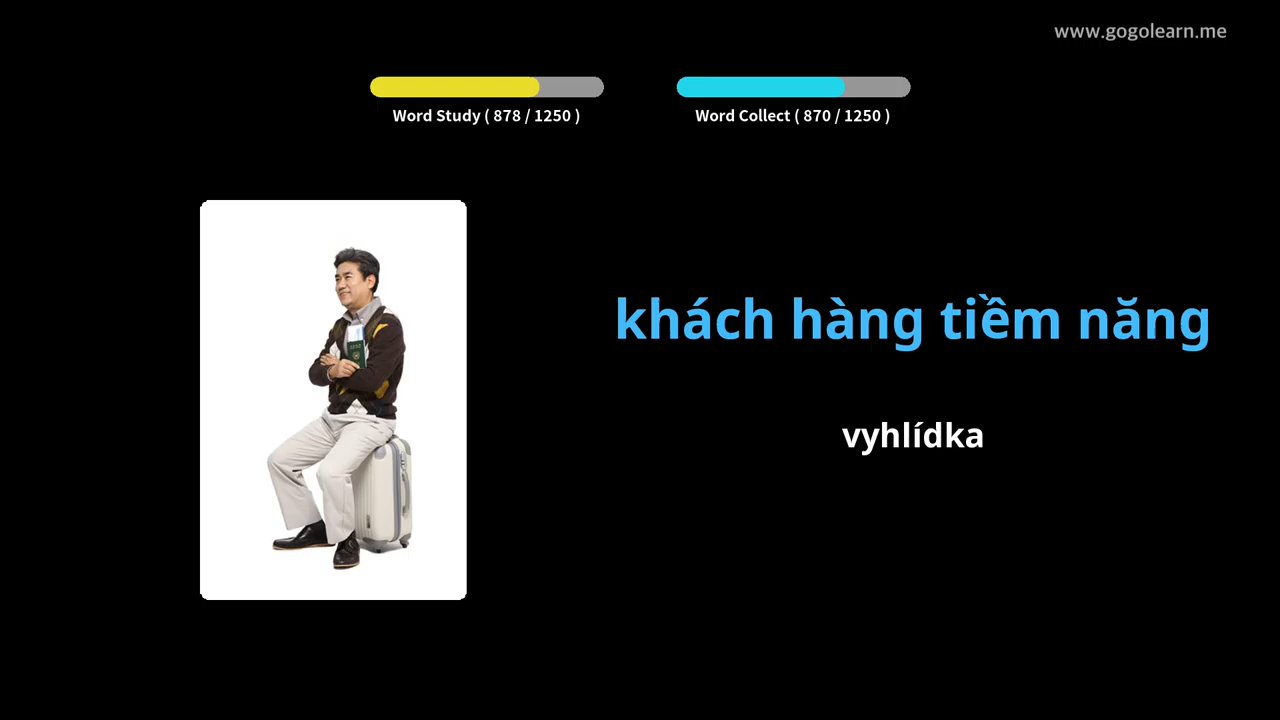 www.gogolearn.me
Word Study ( 878 / 1250 )
Word Collect ( 870 / 1250 )
khách hàng tiềm năng
vyhlídka